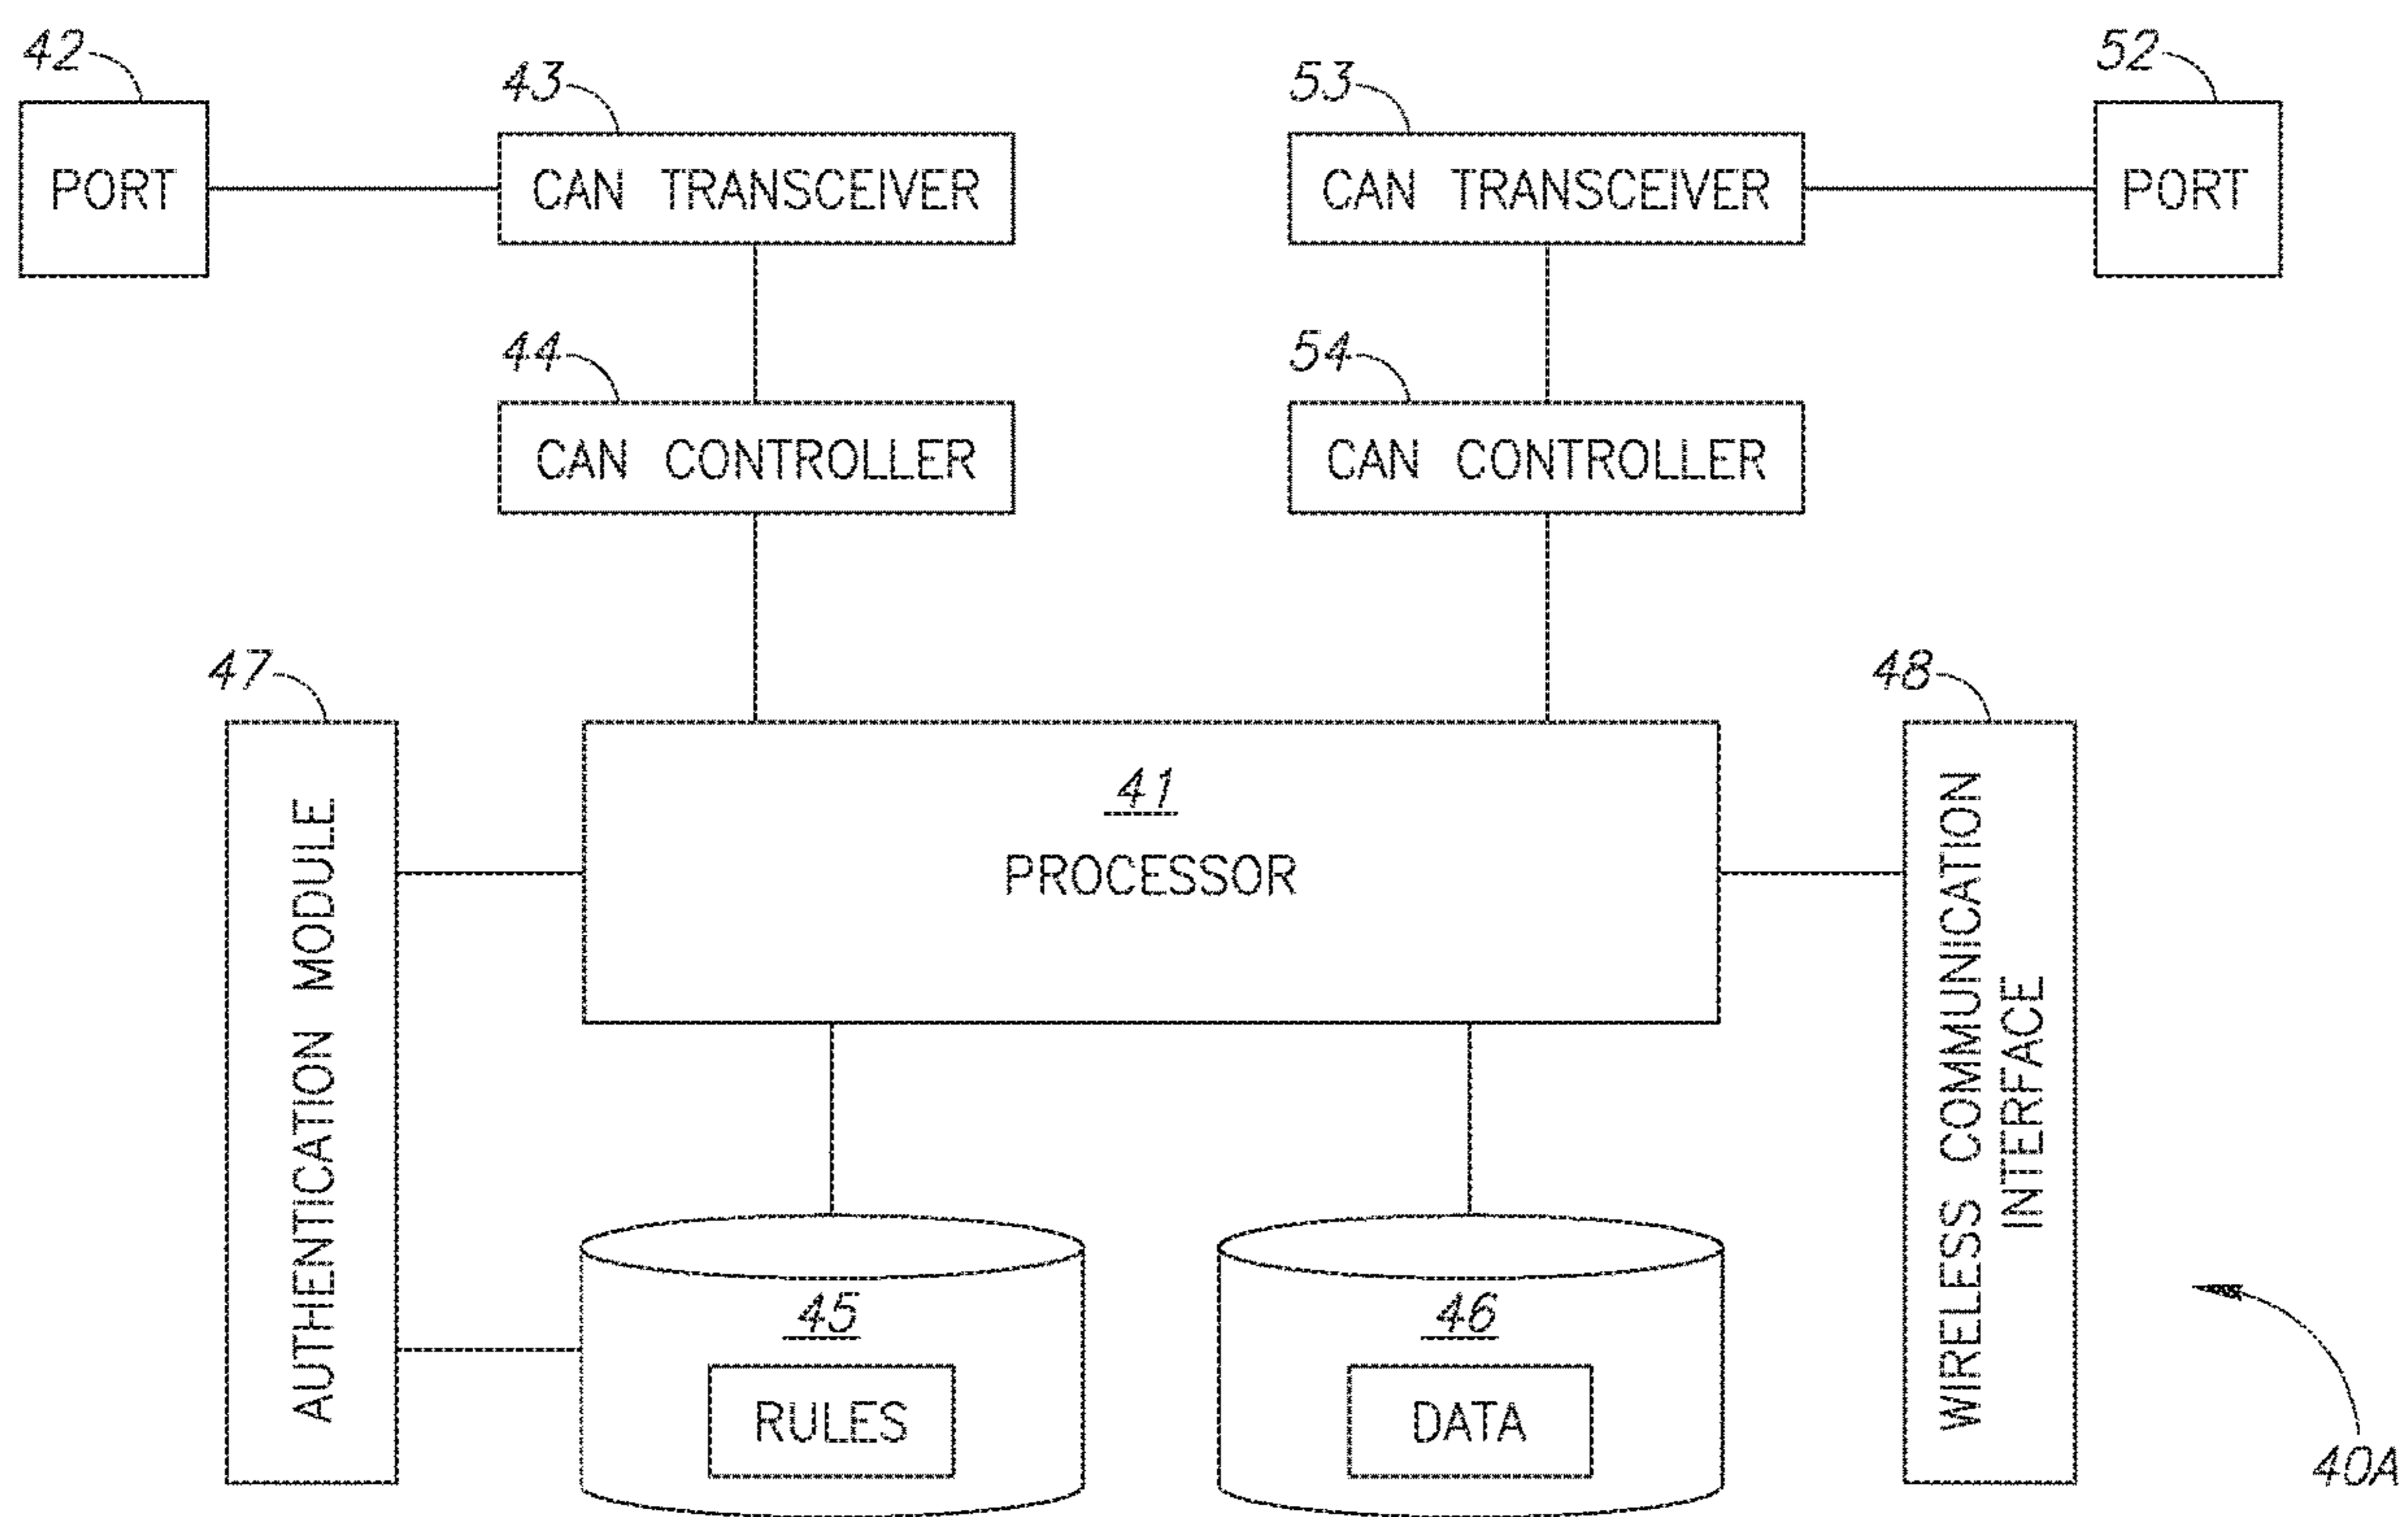 42
43
53
52
PORT
CAN TRANSCEIVER
CAN TRANSCEIVER
PORT
44
54
CAN CONTROLLER
CAN CONTROLLER
47
48
41
PROCESSOR
AUTHENTICATION MODULE
WIRELESS COMMUNICATION
INTERFACE
45
46
RULES
DATA
40A